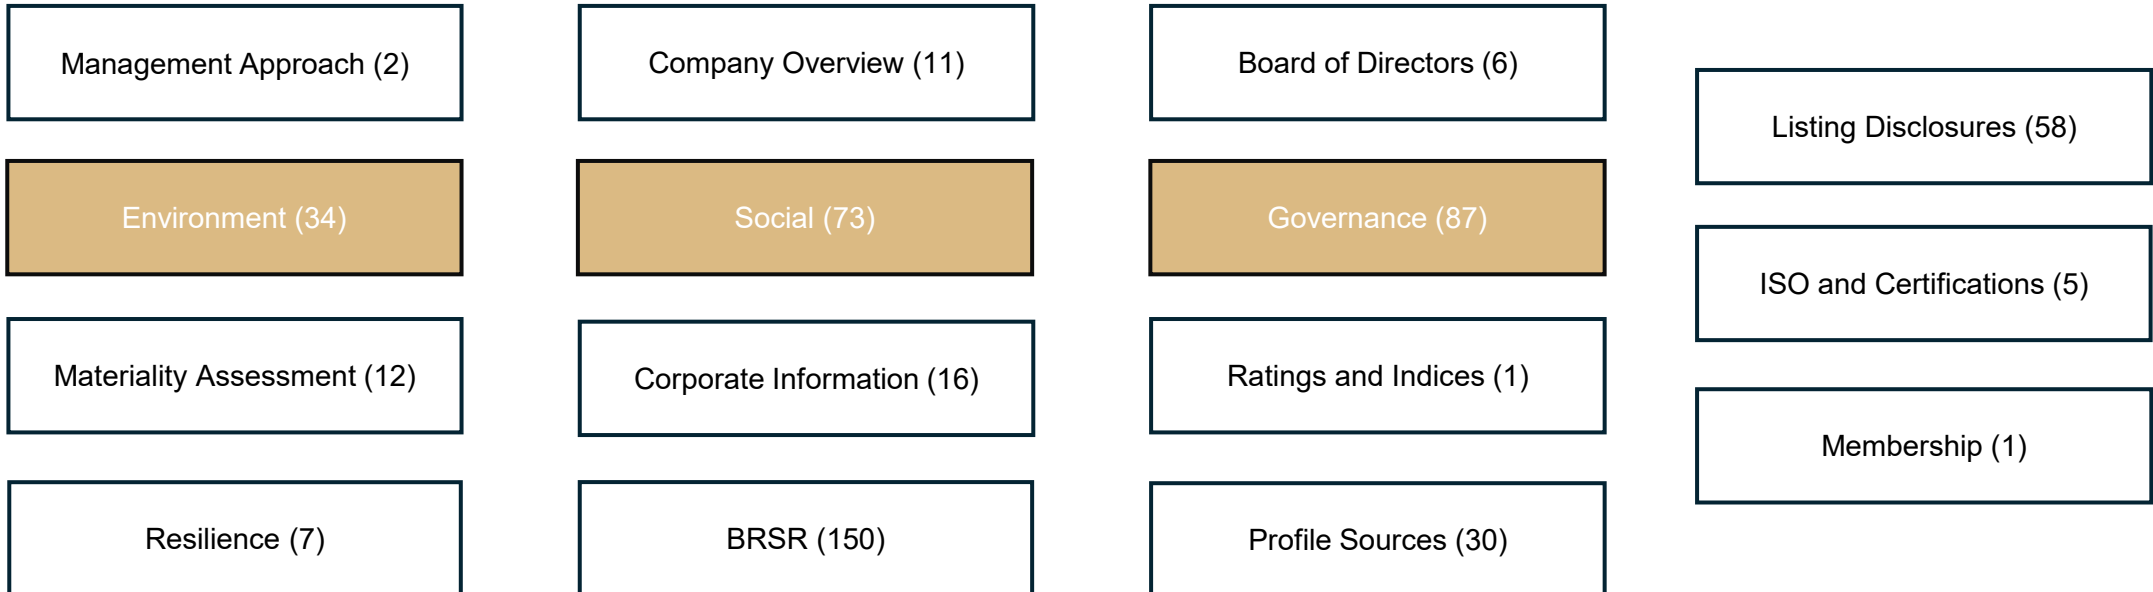 Management Approach (2)
Company Overview (11)
Board of Directors (6)
Listing Disclosures (58)
Environment (34)
Social (73)
Governance (87)
ISO and Certifications (5)
Materiality Assessment (12)
Corporate Information (16)
Ratings and Indices (1)
Membership (1)
Resilience (7)
BRSR (150)
Profile Sources (30)